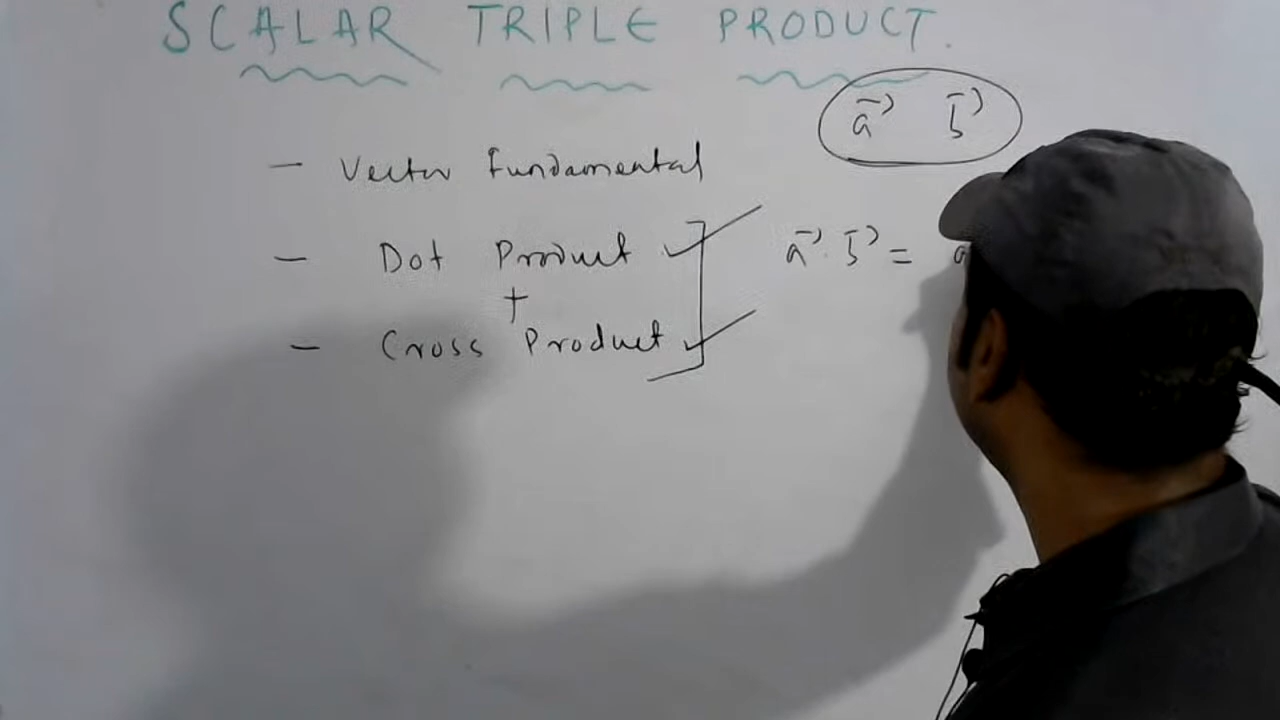 SCALAR TRIPLE PRODUCT.
a⃗ b⃗
— Vector Fundamental
— Dot Product a⃗ . b⃗ = a
+
— Cross Product